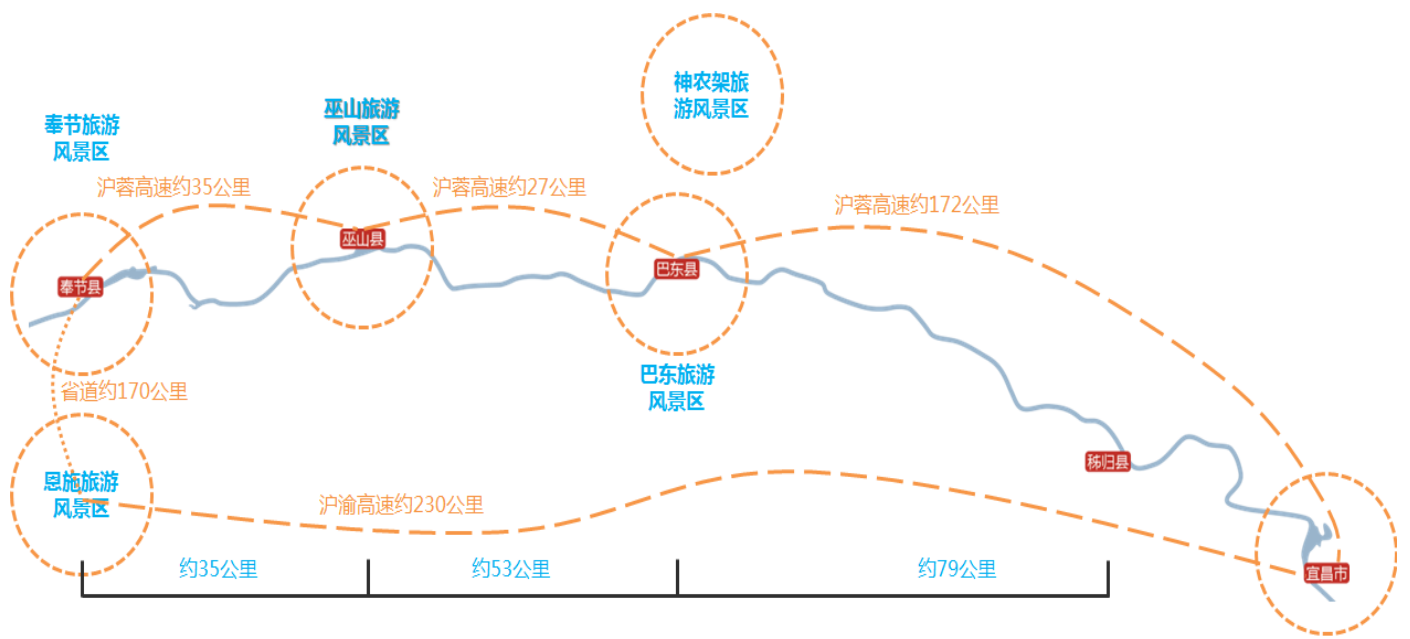 神农架旅
游风景区
巫山旅游
风景区
奉节旅游
风景区
沪蓉高速约35公里
沪蓉高速约27公里
沪蓉高速约172公里
巫山县
巴东县
奉节县
巴东旅游
风景区
省道约170公里
秭归县
恩施旅游
风景区
沪渝高速约230公里
约35公里
约53公里
约79公里
宜昌市